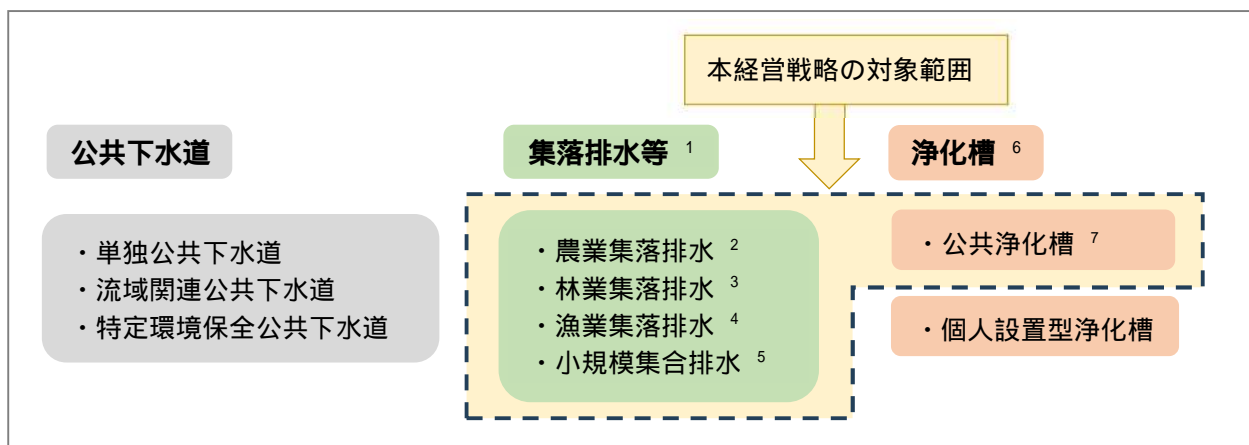 本経営戦略の対象範囲
公共下水道
・単独公共下水道
・流域関連公共下水道
・特定環境保全公共下水道
集落排水等 1
・農業集落排水 2
・林業集落排水 3
・漁業集落排水 4
・小規模集合排水 5
浄化槽 6
・公共浄化槽 7
・個人設置型浄化槽